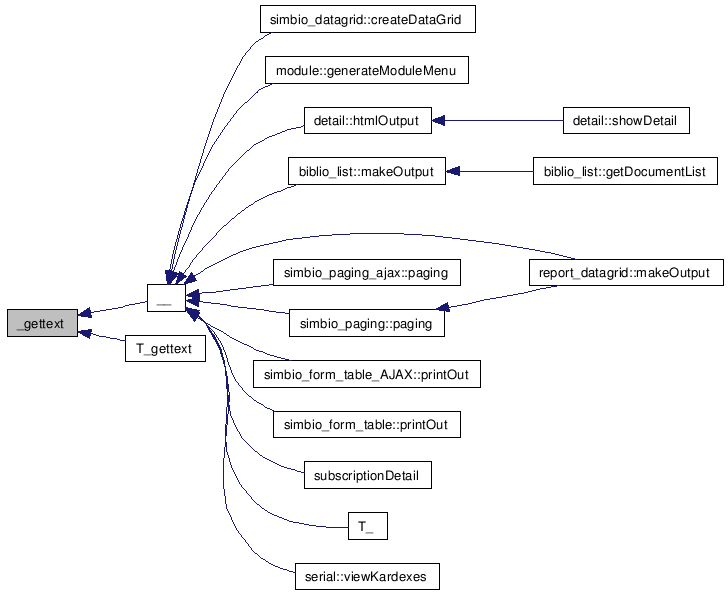 simbio_datagrid::createDataGrid
module::generateModuleMenu
detail::htmlOutput
detail::showDetail
biblio_list::makeOutput
biblio_list::getDocumentList
simbio_paging_ajax::paging
report_datagrid::makeOutput
__
_gettext
simbio_paging::paging
T_gettext
simbio_form_table_AJAX::printOut
simbio_form_table::printOut
subscriptionDetail
T_
serial::viewKardexes